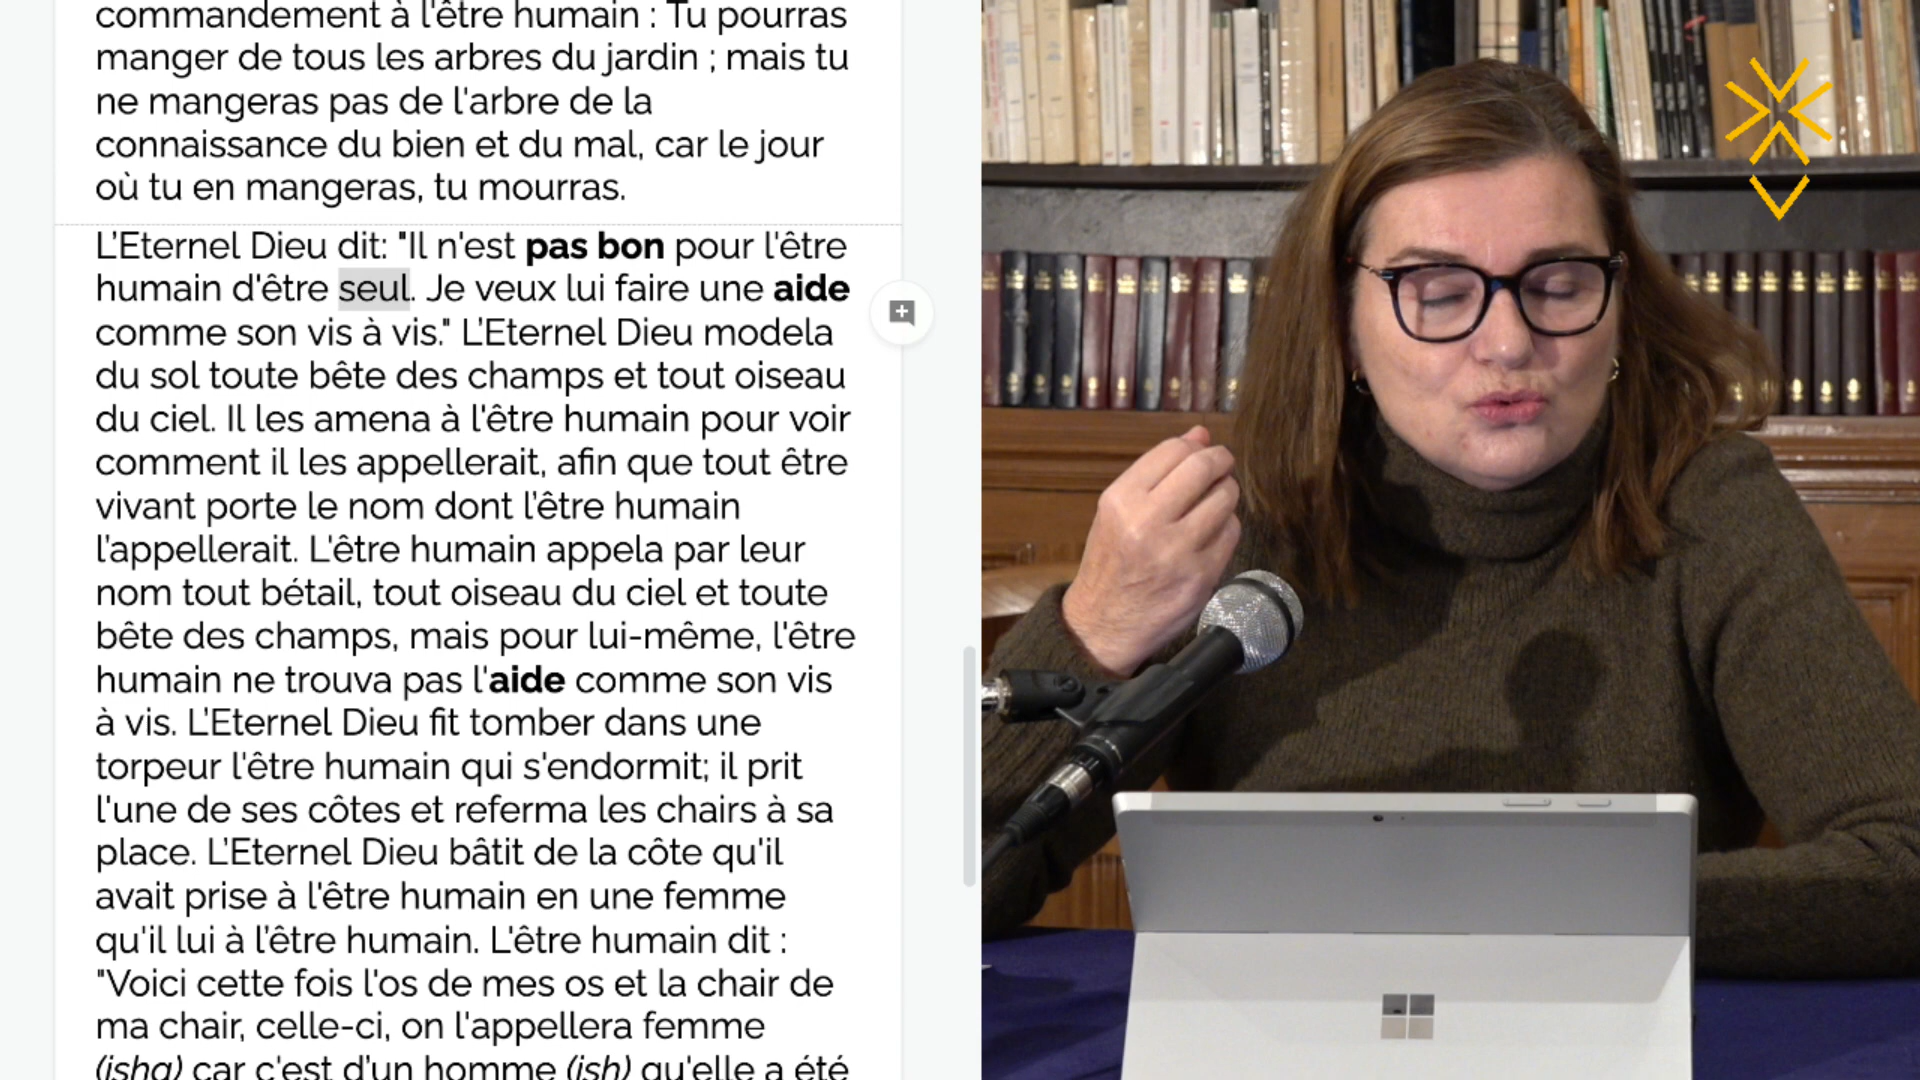 commandement à l'être humain : Tu pourras
manger de tous les arbres du jardin ; mais tu
ne mangeras pas de l'arbre de la
connaissance du bien et du mal, car le jour
où tu en mangeras, tu mourras.
L'Eternel Dieu dit: "Il n'est pas bon pour l'être
humain d'être seul. Je veux lui faire une aide
comme son vis à vis." L'Eternel Dieu modela
du sol toute bête des champs et tout oiseau
du ciel. Il les amena à l'être humain pour voir
comment il les appellerait, afin que tout être
vivant porte le nom dont l'être humain
l'appellerait. L'être humain appela par leur
nom tout bétail, tout oiseau du ciel et toute
bête des champs, mais pour lui-même, l'être
humain ne trouva pas l'aide comme son vis
à vis. L'Eternel Dieu fit tomber dans une
torpeur l'être humain qui s'endormit; il prit
l'une de ses côtes et referma les chairs à sa
place. L'Eternel Dieu bâtit de la côte qu'il
avait prise à l'être humain en une femme
qu'il lui à l'être humain. L'être humain dit :
"Voici cette fois l'os de mes os et la chair de
ma chair, celle-ci, on l'appellera femme
(isha) car c'est d'un homme (ish) qu'elle a été